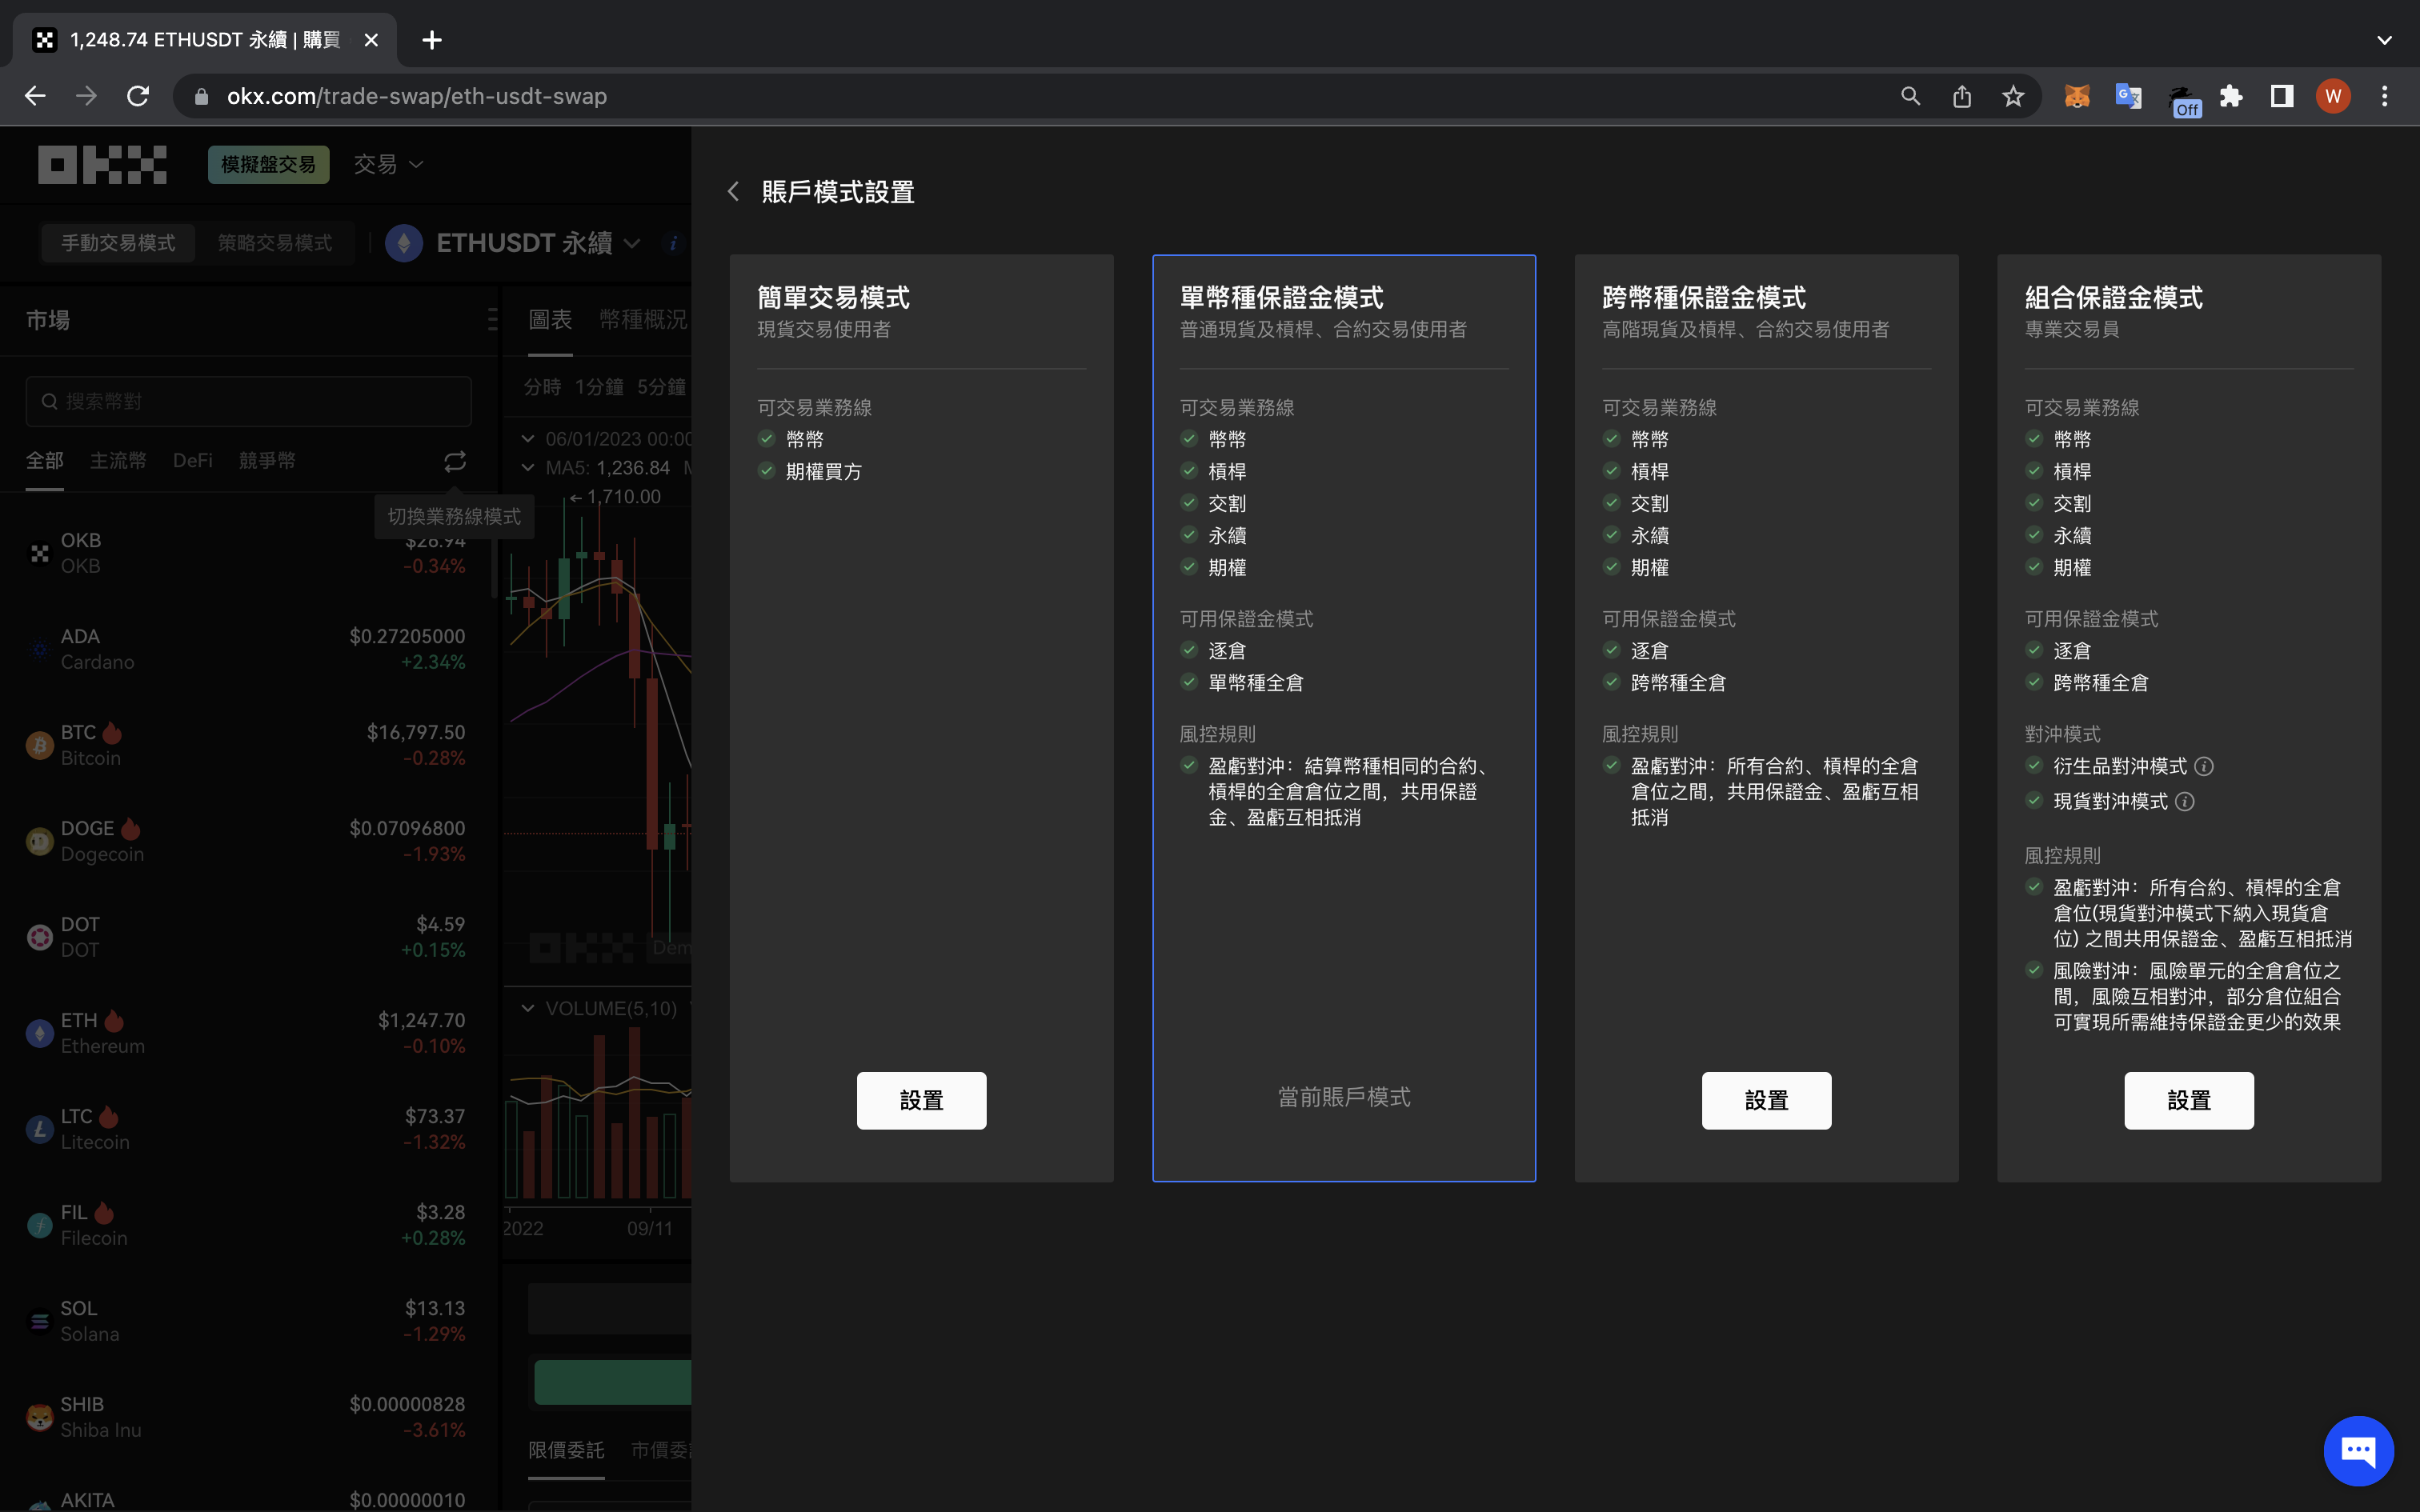 1,248.74 ETHUSDT 永續 | 購買
okx.com/trade-swap/eth-usdt-swap
Off
W
OKX
模擬盤交易
交易
手動交易模式
策略交易模式
ETHUSDT 永續
市場
搜索幣對
全部
主流幣
DeFi
競爭幣
切換業務線模式
OKB
$26.94
OKB
-0.34%
ADA
$0.27205000
Cardano
+2.34%
BTC
$16,797.50
Bitcoin
-0.28%
DOGE
$0.07096800
Dogecoin
-1.93%
DOT
$4.59
DOT
+0.15%
ETH
$1,247.70
Ethereum
-0.10%
LTC
$73.37
Litecoin
-1.32%
FIL
$3.28
Filecoin
+0.28%
SOL
$13.13
Solana
-1.29%
SHIB
$0.00000828
Shiba Inu
-3.61%
AKITA
$0.00000010
圖表
幣種概況
分時
1分鐘
5分鐘
06/01/2023 00:00
MA5: 1,236.84
←1,710.00
OKX
Dem
VOLUME(5,10)
2022
09/11
限價委託
市價委
賬戶模式設置
簡單交易模式
現貨交易使用者
可交易業務線
幣幣
期權買方
設置
單幣種保證金模式
普通現貨及槓桿、合約交易使用者
可交易業務線
幣幣
槓桿
交割
永續
期權
可用保證金模式
逐倉
單幣種全倉
風控規則
盈虧對沖：結算幣種相同的合約、
槓桿的全倉倉位之間，共用保證
金、盈虧互相抵消
當前賬戶模式
跨幣種保證金模式
高階現貨及槓桿、合約交易使用者
可交易業務線
幣幣
槓桿
交割
永續
期權
可用保證金模式
逐倉
跨幣種全倉
風控規則
盈虧對沖：所有合約、槓桿的全倉
倉位之間，共用保證金、盈虧互相
抵消
設置
組合保證金模式
專業交易員
可交易業務線
幣幣
槓桿
交割
永續
期權
可用保證金模式
逐倉
跨幣種全倉
對沖模式
衍生品對沖模式
現貨對沖模式
風控規則
盈虧對沖：所有合約、槓桿的全倉
倉位(現貨對沖模式下納入現貨倉
位) 之間共用保證金、盈虧互相抵消
風險對沖：風險單元的全倉倉位之
間，風險互相對沖，部分倉位組合
可實現所需維持保證金更少的效果
設置